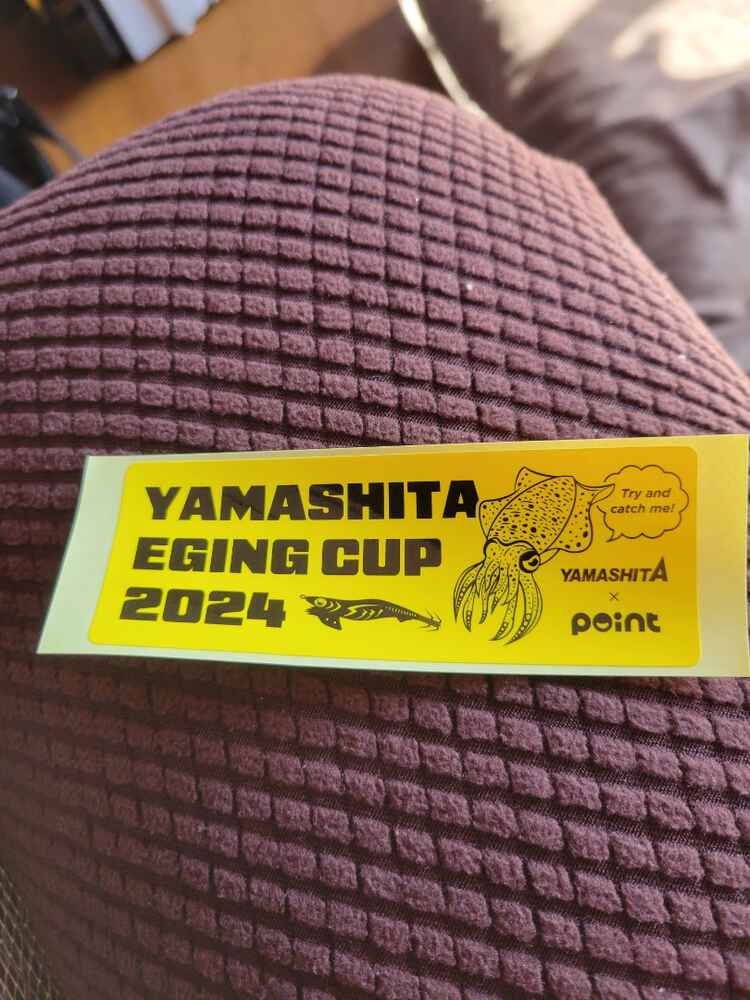 YAMASHITA
EGING CUP
2024
Try and
catch me!
YAMASHITA
×
point